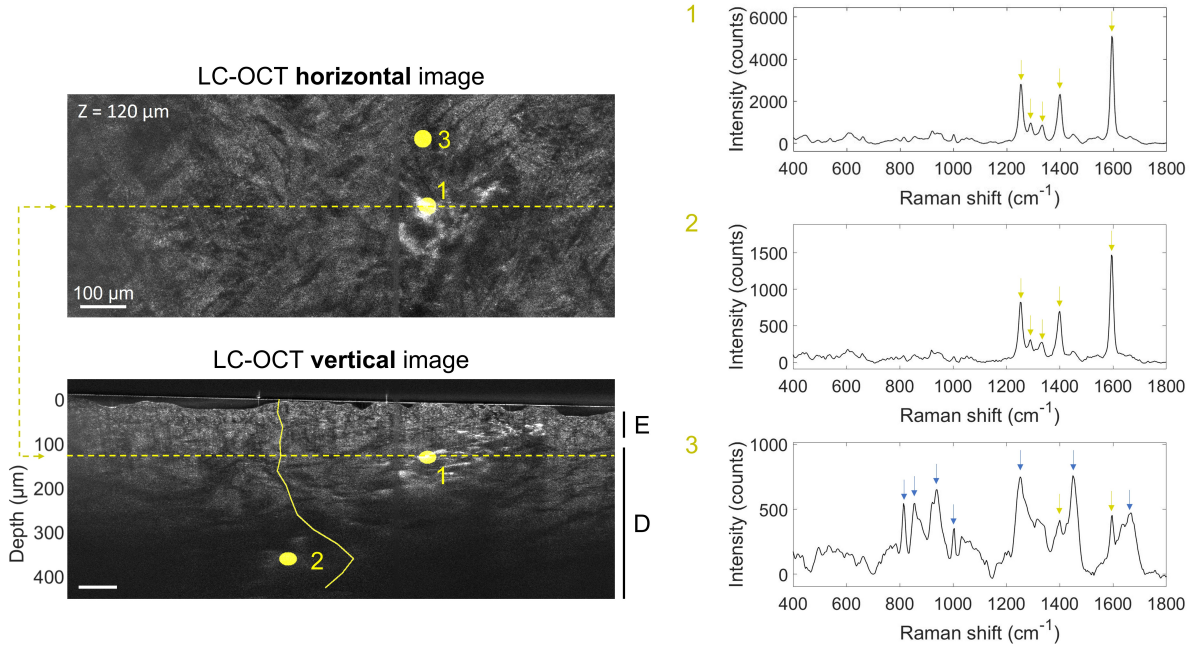 LC-OCT horizontal image
Z = 120 µm
3
1
100 µm
LC-OCT vertical image
Depth (µm)
0
100
200
300
400
1
2
E
D
1
Intensity (counts)
6000
4000
2000
0
400 600 800 1000 1200 1400 1600 1800
Raman shift (cm-1)
2
Intensity (counts)
1500
1000
500
0
400 600 800 1000 1200 1400 1600 1800
Raman shift (cm-1)
3
Intensity (counts)
1000
500
0
400 600 800 1000 1200 1400 1600 1800
Raman shift (cm-1)